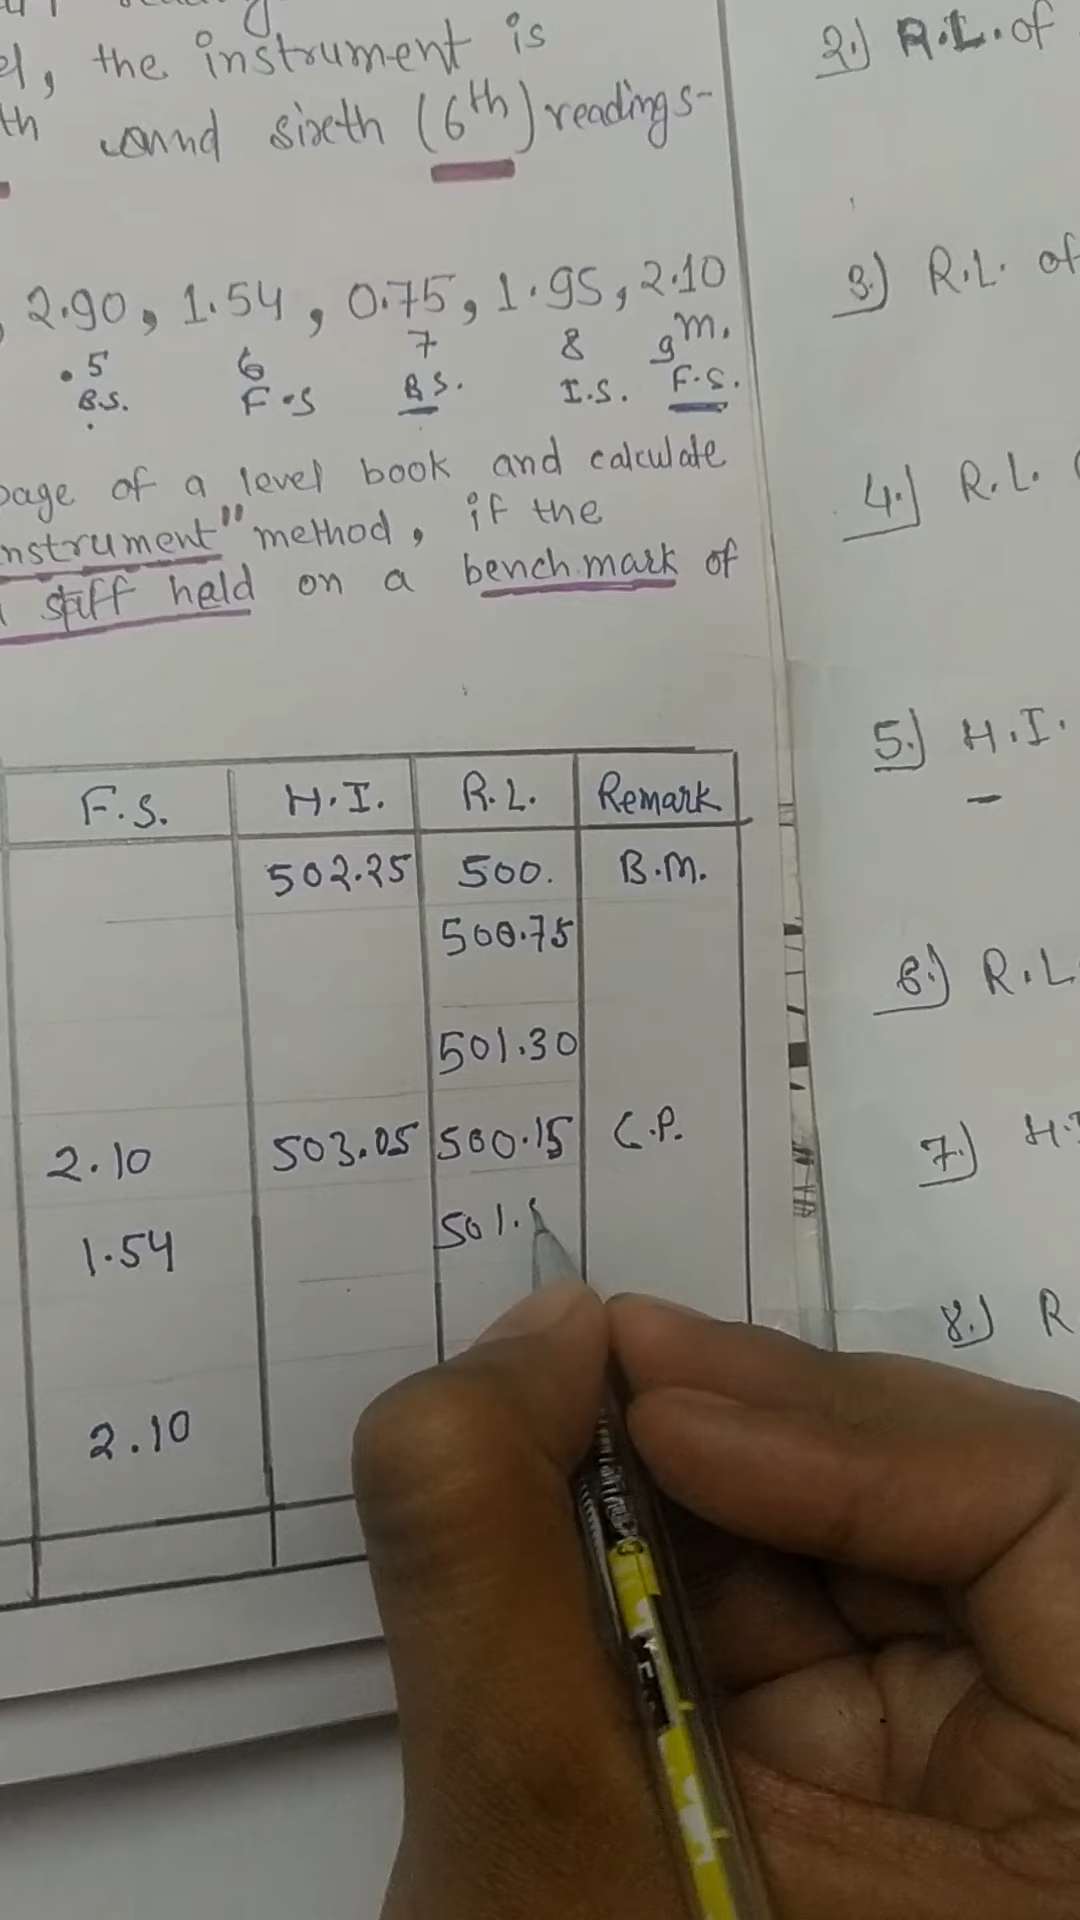 2.) R.L. of
the instrument is
th and sixth (6th) readings-
3.) R.L. of
2.90, 1.54, 0.75, 1.95, 2.10 m.
.5 6 7 8 9
B.S. F.S B.S. I.S. F.S.
page of a level book and calculate
4.) R.L.
nstrument" method, if the
staff held on a benchmark of
5.) H.I.
F.S. H.I. R.L. Remark
502.25 500. B.M.
500.75
6.) R.L.
501.30
2.10 503.05 500.15 C.P.
7.) H.I
1.54 501.
8.) R
2.10